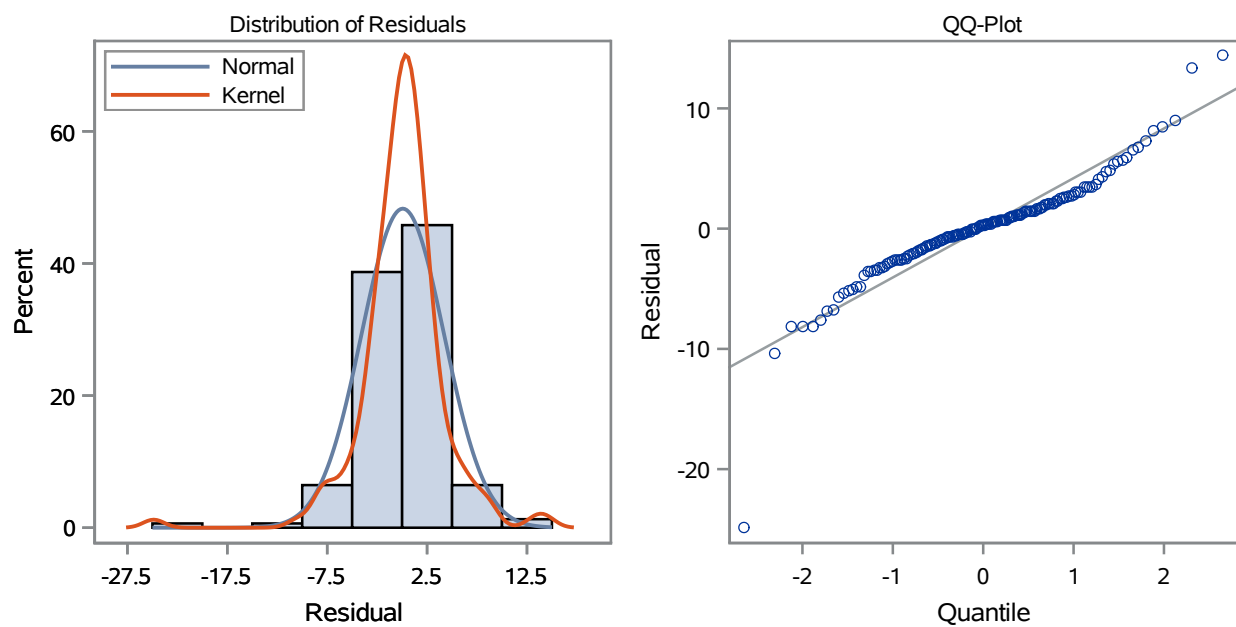 Distribution of Residuals
Normal
Kernel
60
40
20
0
Percent
-27.5 -17.5 -7.5 2.5 12.5
Residual
QQ-Plot
10
0
-10
-20
Residual
-2 -1 0 1 2
Quantile